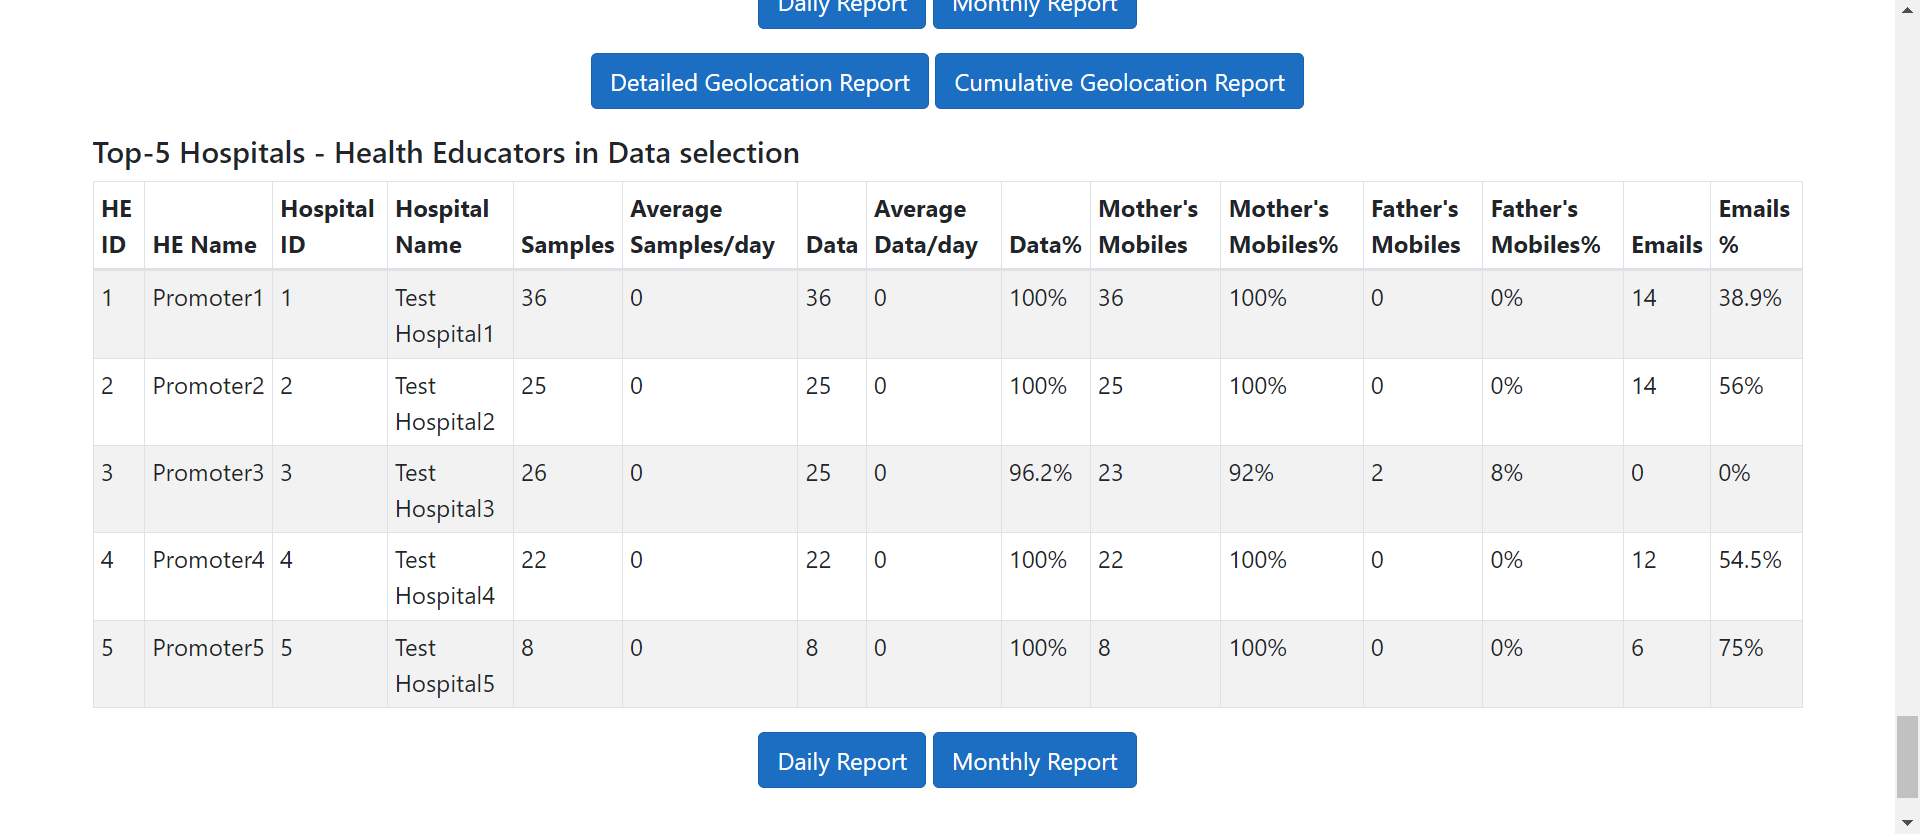 Daily Report Monthly Report
Detailed Geolocation Report Cumulative Geolocation Report
Top-5 Hospitals - Health Educators in Data selection
HE ID HE Name Hospital ID Hospital Name Samples Average Samples/day Data Average Data/day Data% Mother's Mobiles Mother's Mobiles% Father's Mobiles Father's Mobiles% Emails Emails %
1 Promoter1 1 Test Hospital1 36 0 36 0 100% 36 100% 0 0% 14 38.9%
2 Promoter2 2 Test Hospital2 25 0 25 0 100% 25 100% 0 0% 14 56%
3 Promoter3 3 Test Hospital3 26 0 25 0 96.2% 23 92% 2 8% 0 0%
4 Promoter4 4 Test Hospital4 22 0 22 0 100% 22 100% 0 0% 12 54.5%
5 Promoter5 5 Test Hospital5 8 0 8 0 100% 8 100% 0 0% 6 75%
Daily Report Monthly Report